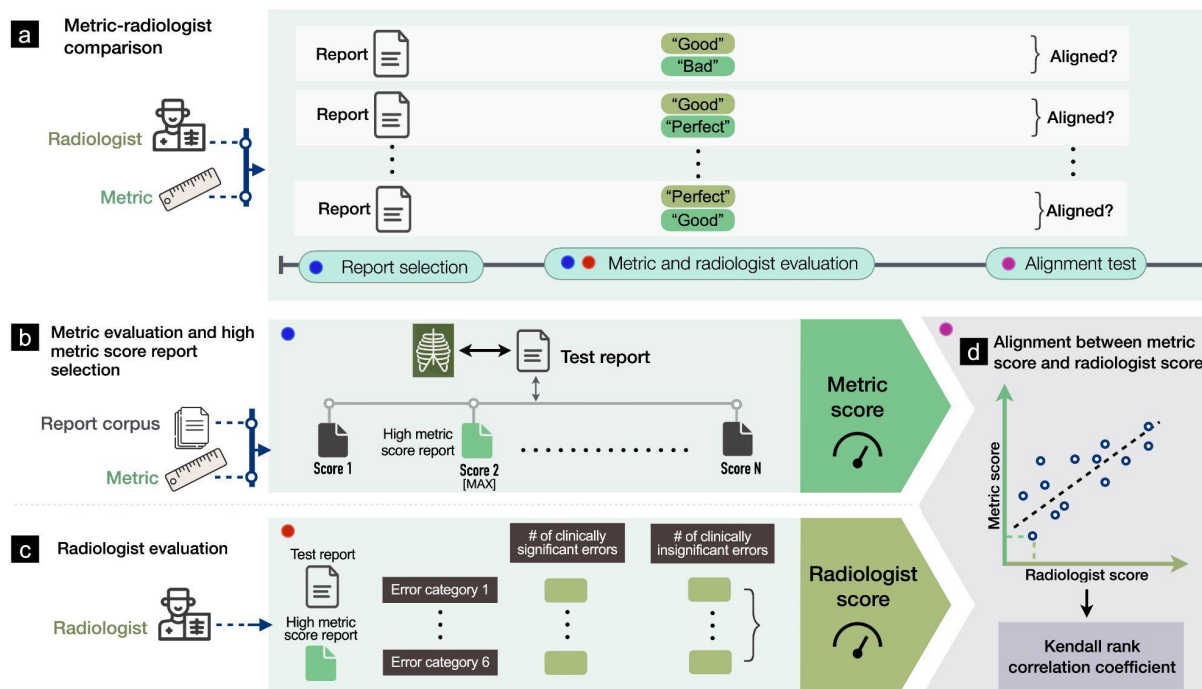 a
Metric-radiologist
comparison
Radiologist
Metric
Report
“Good”
“Bad”
Aligned?
Report
“Good”
“Perfect”
Aligned?
Report
“Perfect”
“Good”
Aligned?
Report selection
Metric and radiologist evaluation
Alignment test
b
Metric evaluation and high
metric score report
selection
Report corpus
Metric
Test report
High metric
score report
Score 1
Score 2
[MAX]
Score N
Metric
score
c
Radiologist evaluation
Radiologist
Test report
High metric
score report
# of clinically
significant errors
# of clinically
insignificant errors
Error category 1
Error category 6
Radiologist
score
d
Alignment between metric
score and radiologist score
Metric score
Radiologist score
Kendall rank
correlation coefficient